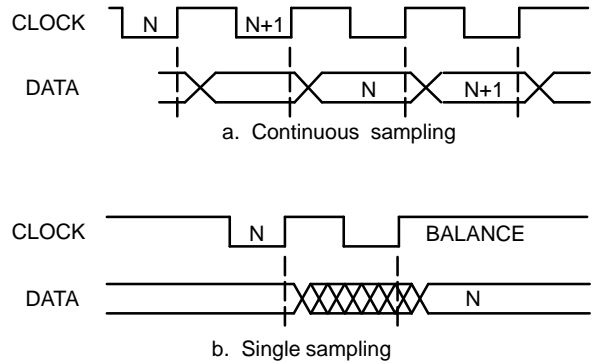 CLOCK N N+1
DATA N N+1
a. Continuous sampling
CLOCK N BALANCE
DATA N
b. Single sampling